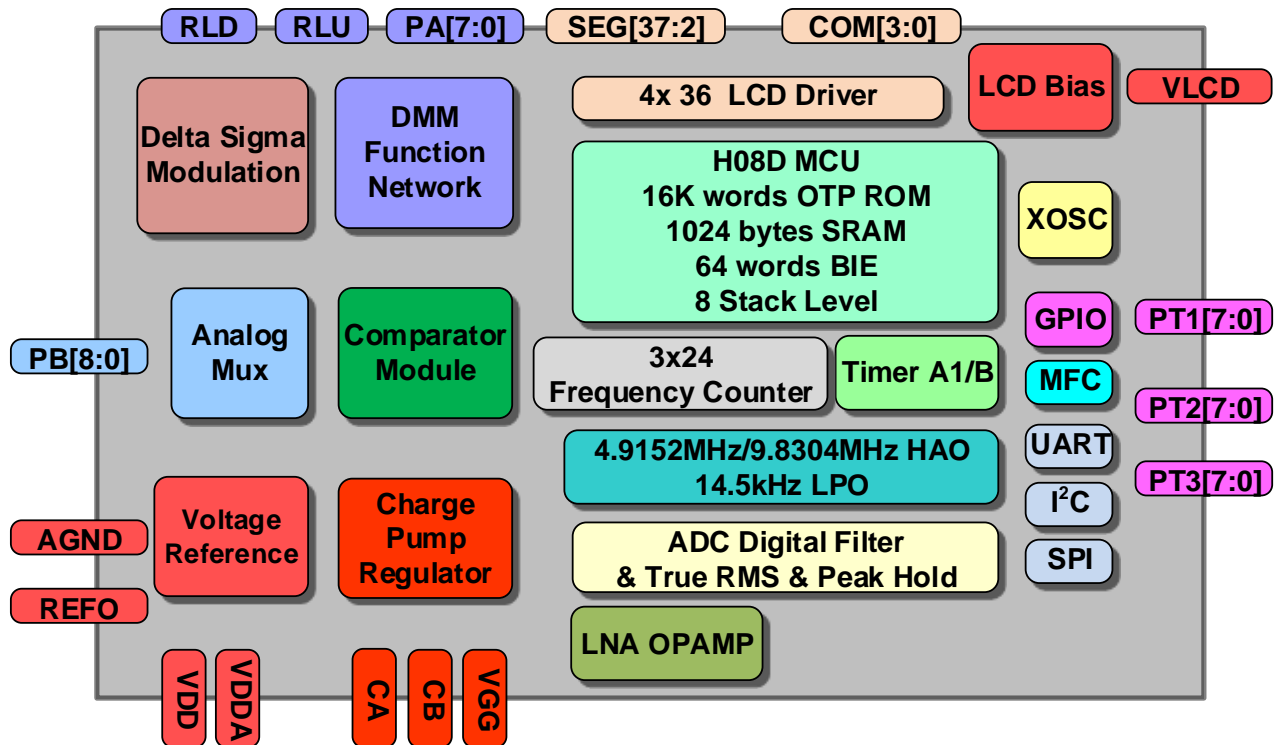 RLD
RLU
PA[7:0]
SEG[37:2]
COM[3:0]
Delta Sigma
Modulation
DMM
Function
Network
4x 36 LCD Driver
LCD Bias
VLCD
H08D MCU
16K words OTP ROM
1024 bytes SRAM
64 words BIE
8 Stack Level
XOSC
PB[8:0]
Analog
Mux
Comparator
Module
3x24
Frequency Counter
Timer A1/B
GPIO
PT1[7:0]
MFC
PT2[7:0]
4.9152MHz/9.8304MHz HAO
14.5kHz LPO
UART
I²C
SPI
PT3[7:0]
AGND
REFO
Voltage
Reference
Charge
Pump
Regulator
ADC Digital Filter
& True RMS & Peak Hold
LNA OPAMP
VDD
VDDA
CA
CB
VGG